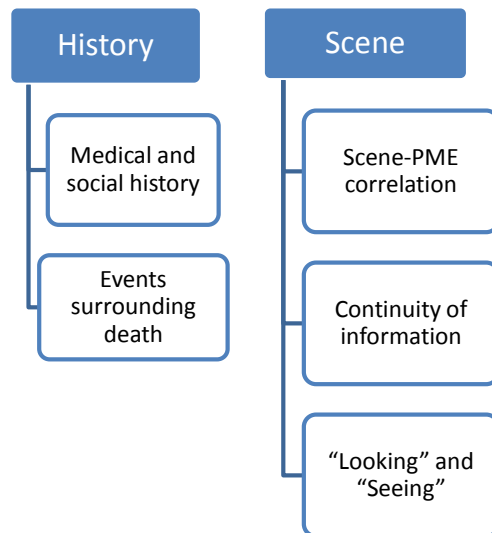 History
Medical and
social history
Events
surrounding
death
Scene
Scene-PME
correlation
Continuity of
information
“Looking” and
“Seeing”